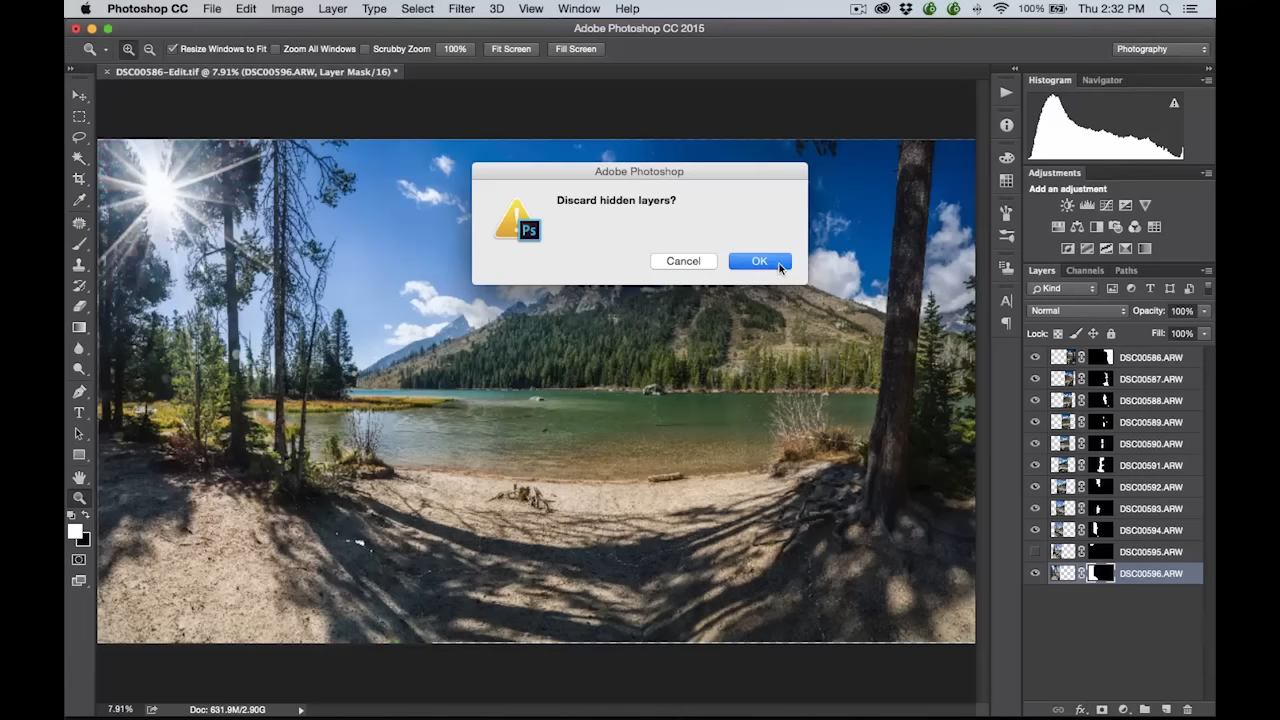 Photoshop CC File Edit Image Layer Type Select Filter 3D View Window Help 100% Thu 2:32 PM
Adobe Photoshop CC 2015
Resize Windows to Fit Zoom All Windows Scrubby Zoom 100% Fit Screen Fill Screen Photography
DSC00586-Edit.tif @ 7.91% (DSC00596.ARW, Layer Mask/16) *
Histogram Navigator
Adobe Photoshop
Discard hidden layers?
Ps
Cancel OK
Adjustments
Add an adjustment
Layers Channels Paths
Kind
Normal Opacity: 100%
Lock: Fill: 100%
DSC00586.ARW
DSC00587.ARW
DSC00588.ARW
DSC00589.ARW
DSC00590.ARW
DSC00591.ARW
DSC00592.ARW
DSC00593.ARW
DSC00594.ARW
DSC00595.ARW
DSC00596.ARW
7.91% Doc: 631.9M/2.90G